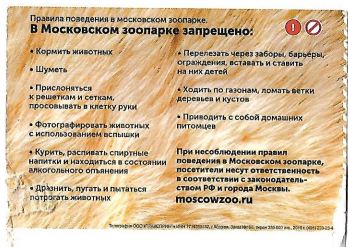 Правила поведения в московском зоопарке.
В Московском зоопарке запрещено:
• Кормить животных
• Шуметь
• Прислоняться
к решеткам и сеткам,
просовывать в клетку руки
• Фотографировать животных
с использованием вспышки
• Курить, распивать спиртные
напитки и находиться в состоянии
алкогольного опьянения
• Дразнить, пугать и пытаться
потрогать животных
• Перелезать через заборы, барьеры,
ограждения, вставать и ставить
на них детей
• Ходить по газонам, ломать ветки
деревьев и кустов
• Приводить с собой домашних
питомцев
При несоблюдении правил
поведения в Московском зоопарке,
посетители несут ответственность
в соответствии с законодатель-
ством РФ и города Москвы.
moscowzoo.ru